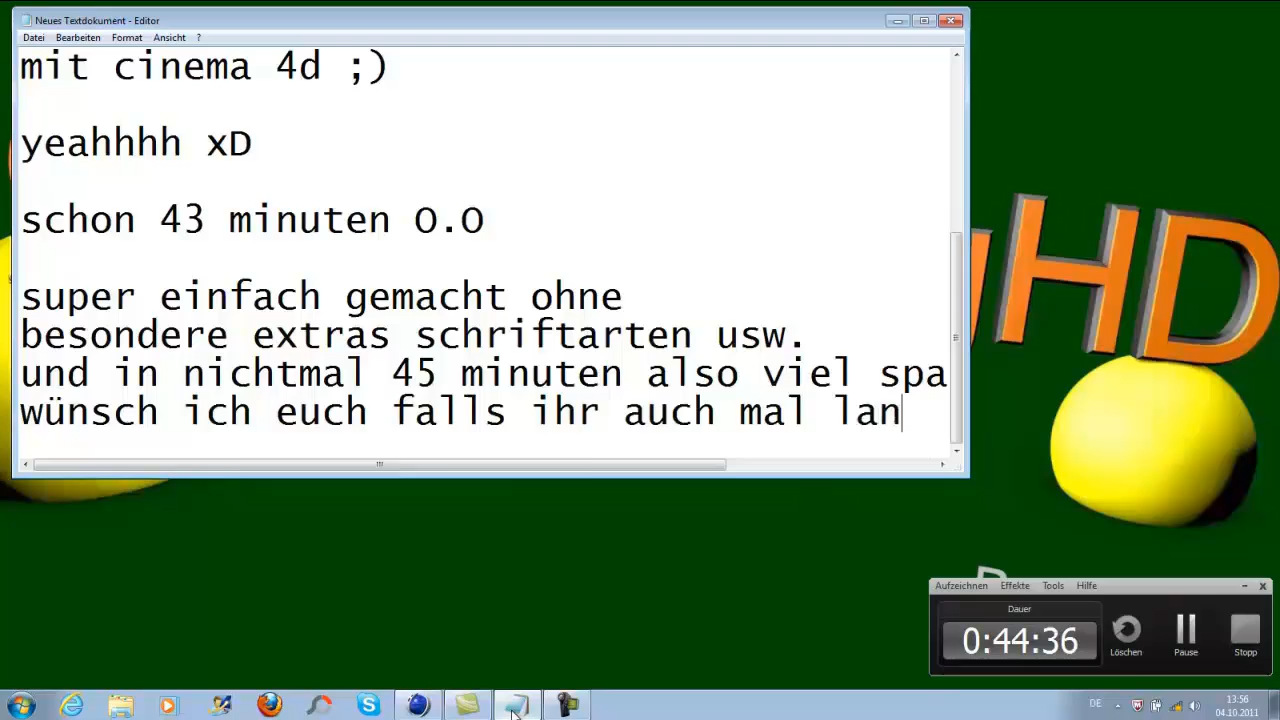 Neues Textdokument - Editor
Datei Bearbeiten Format Ansicht ?
mit cinema 4d ;)
yeahhhh xD
schon 43 minuten O.O
super einfach gemacht ohne
besondere extras schriftarten usw.
und in nichtmal 45 minuten also viel spa
wünsch ich euch falls ihr auch mal lan
HD
Aufzeichnen Effekte Tools Hilfe
Dauer
0:44:36
Löschen Pause Stopp
DE
13:56
04.10.2011